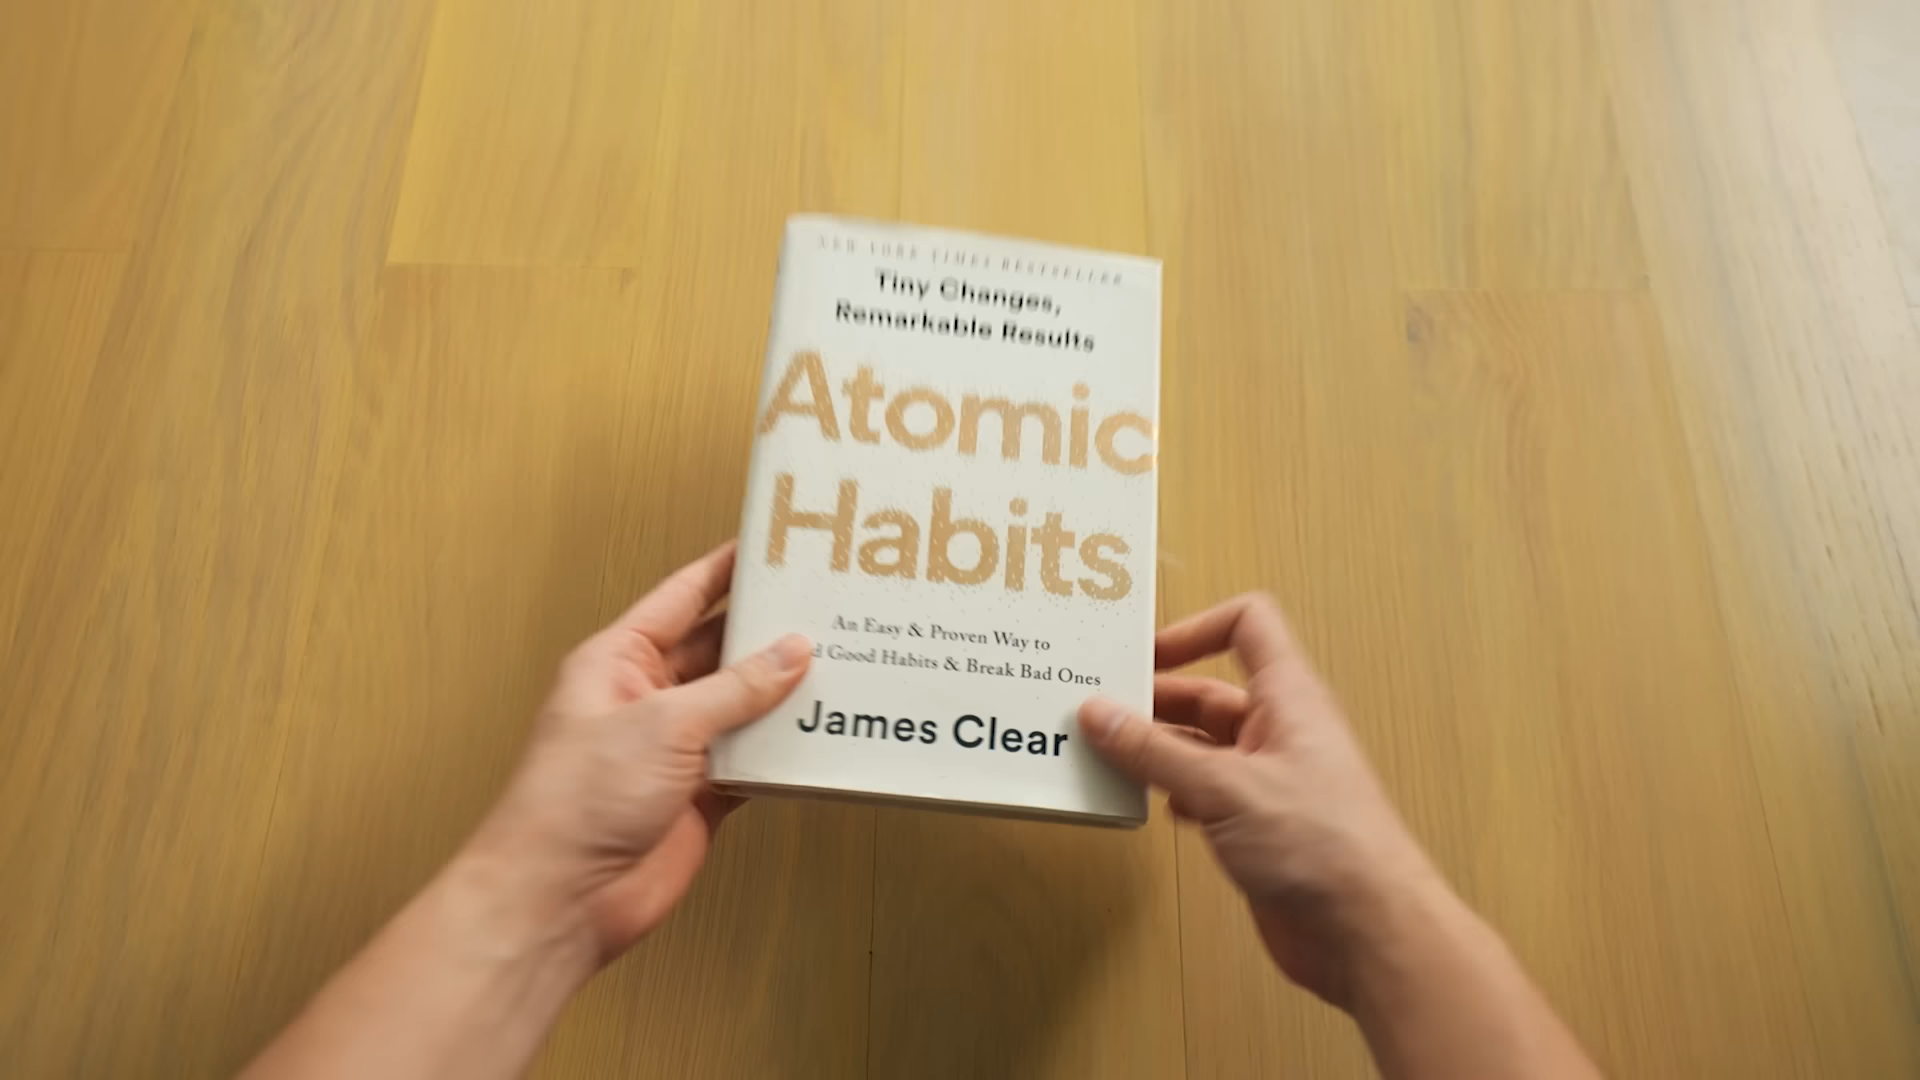 NEW YORK TIMES BESTSELLER
Tiny Changes,
Remarkable Results
Atomic
Habits
An Easy & Proven Way to
d Good Habits & Break Bad Ones
James Clear